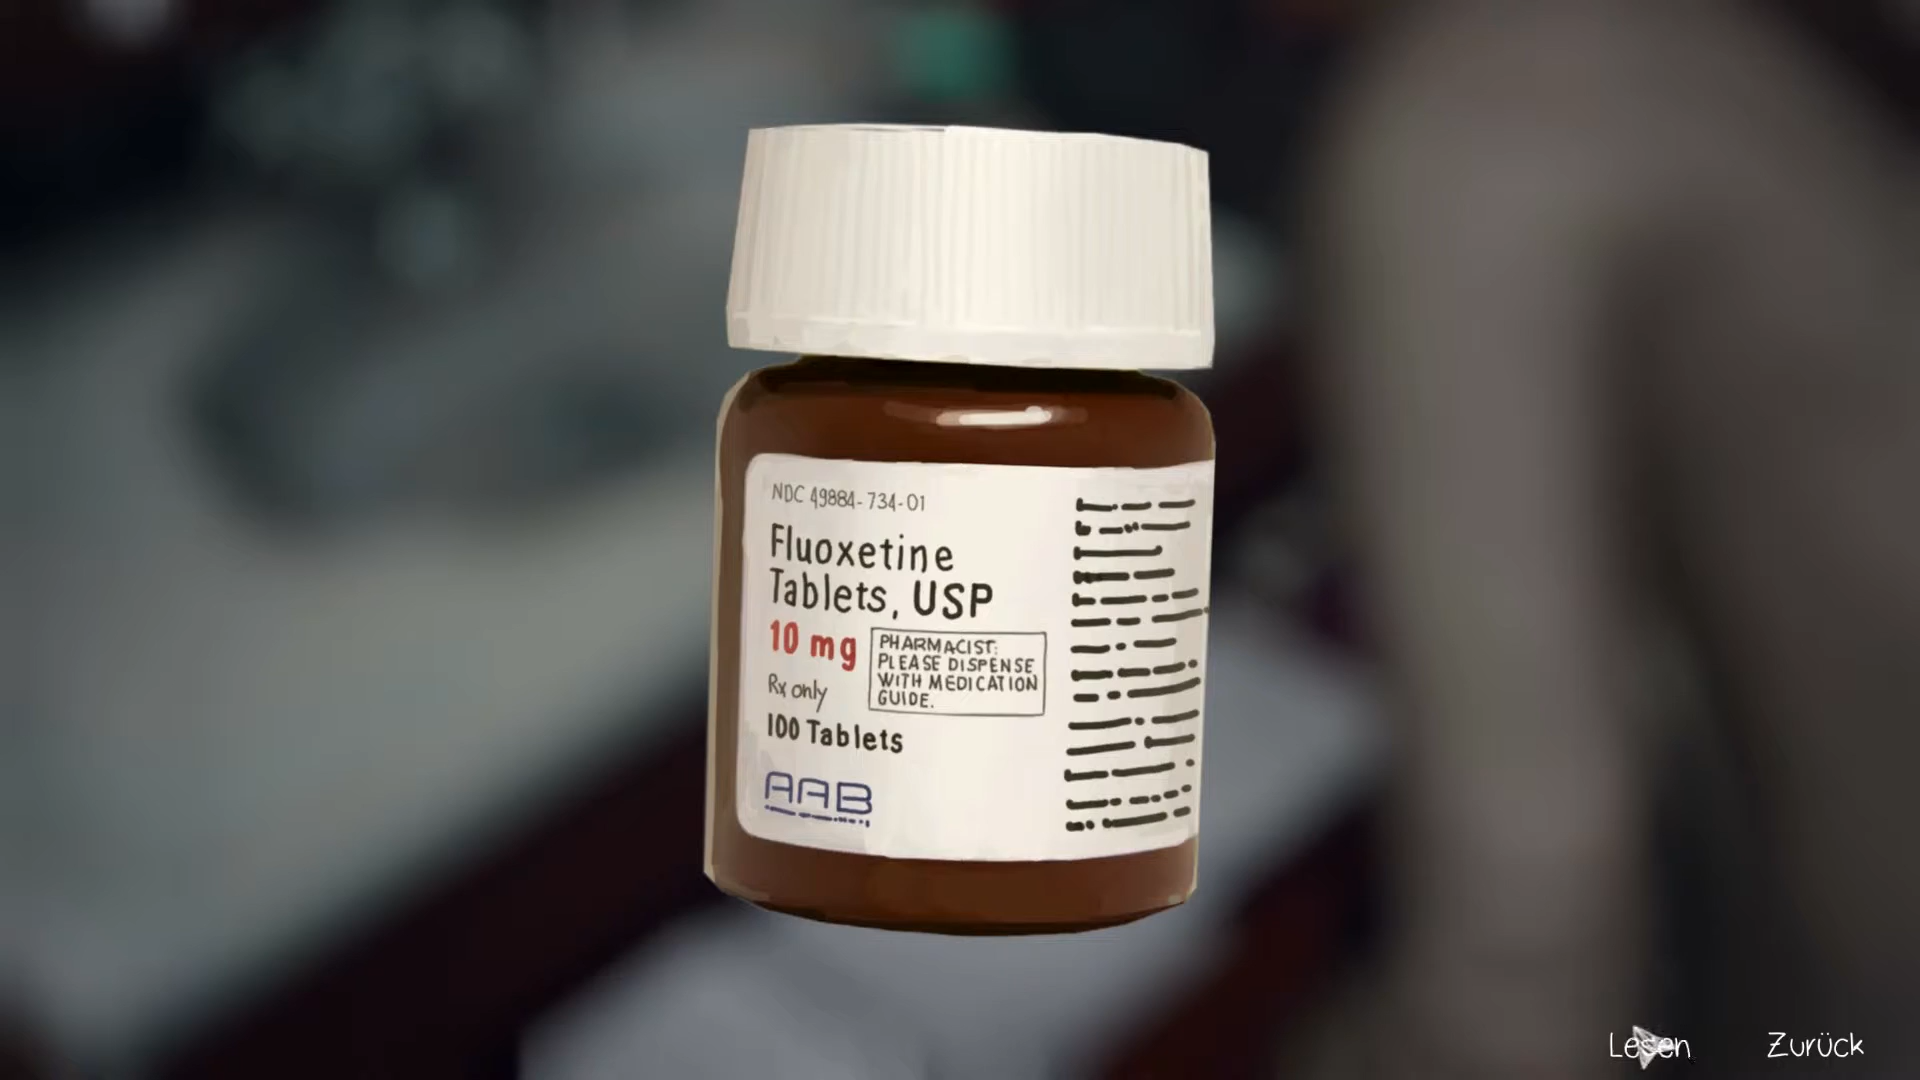 NDC 49884-734-01
Fluoxetine
Tablets, USP
10 mg
PHARMACIST:
PLEASE DISPENSE
WITH MEDICATION
GUIDE.
Rx only
100 Tablets
AAB
Lesen
Zurück